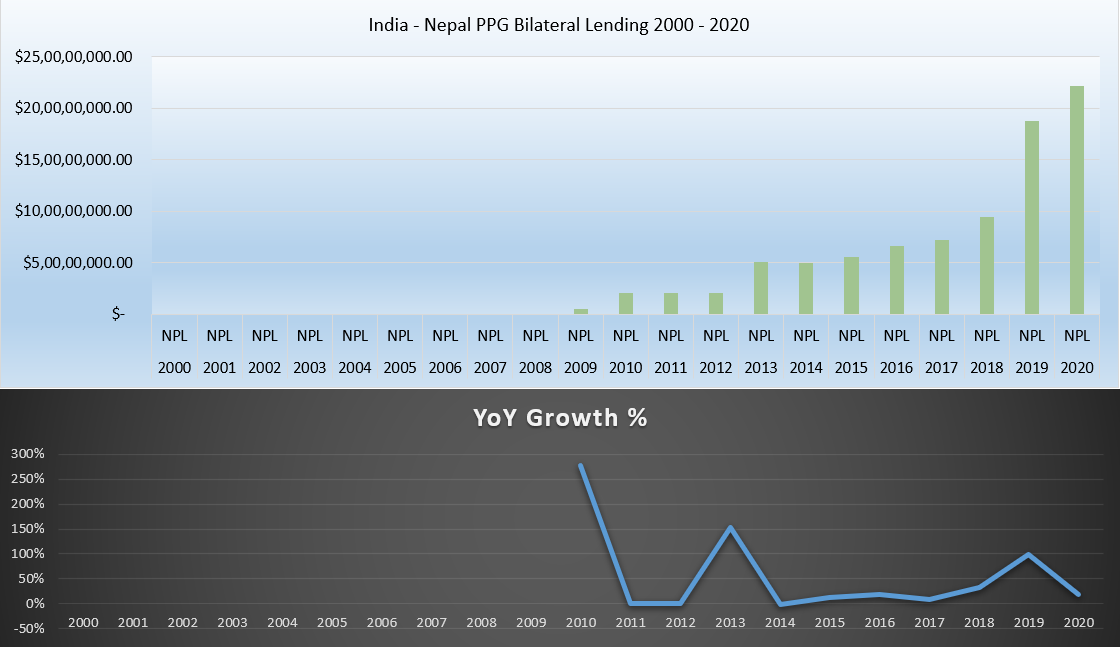 India - Nepal PPG Bilateral Lending 2000 - 2020
$25,00,00,000.00
$20,00,00,000.00
$15,00,00,000.00
$10,00,00,000.00
$5,00,00,000.00
$-
NPL NPL NPL NPL NPL NPL NPL NPL NPL NPL NPL NPL NPL NPL NPL NPL NPL NPL NPL NPL NPL
2000 2001 2002 2003 2004 2005 2006 2007 2008 2009 2010 2011 2012 2013 2014 2015 2016 2017 2018 2019 2020
YoY Growth %
300%
250%
200%
150%
100%
50%
0%
-50%
2000 2001 2002 2003 2004 2005 2006 2007 2008 2009 2010 2011 2012 2013 2014 2015 2016 2017 2018 2019 2020